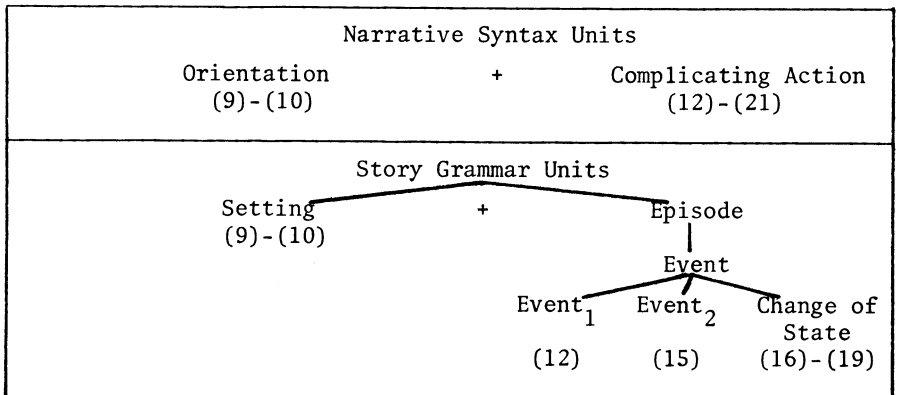 Narrative Syntax Units
Orientation + Complicating Action
(9)-(10) (12)-(21)
Story Grammar Units
Setting + Episode
(9)-(10)
Event
Event1 Event2 Change of
State
(12) (15) (16)-(19)